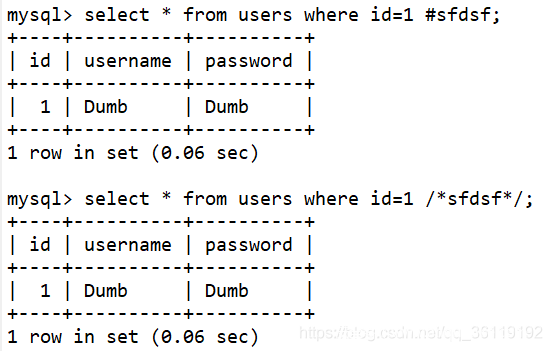 mysql> select * from users where id=1 #sfdsf;
+----+----------+----------+
| id | username | password |
+----+----------+----------+
|  1 | Dumb     | Dumb     |
+----+----------+----------+
1 row in set (0.06 sec)
mysql> select * from users where id=1 /*sfdsf*/;
+----+----------+----------+
| id | username | password |
+----+----------+----------+
|  1 | Dumb     | Dumb     |
+----+----------+----------+
1 row in set (0.06 sec)
https://blog.csdn.net/qq_36119192